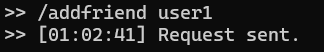 >> /addfriend user1
>> [01:02:41] Request sent.